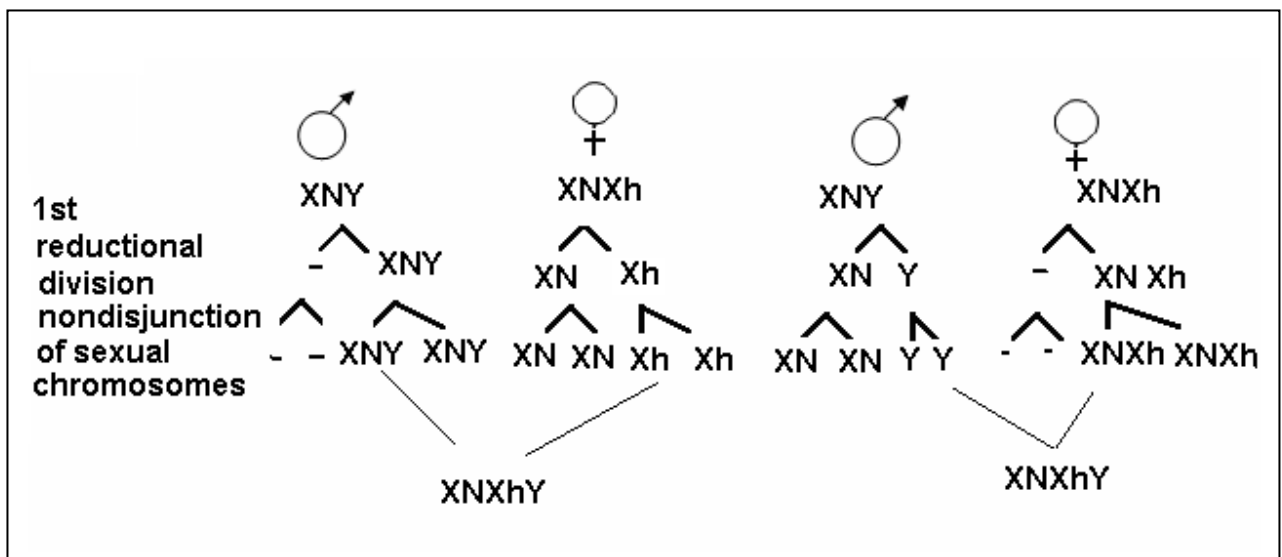 XNY XNXh XNY XNXh
1st
reductional – XNY XN Xh XN Y – XN Xh
division
nondisjunction
of sexual - – XNY XNY XN XN Xh Xh XN XN Y Y - - XNXh XNXh
chromosomes
XNXhY XNXhY